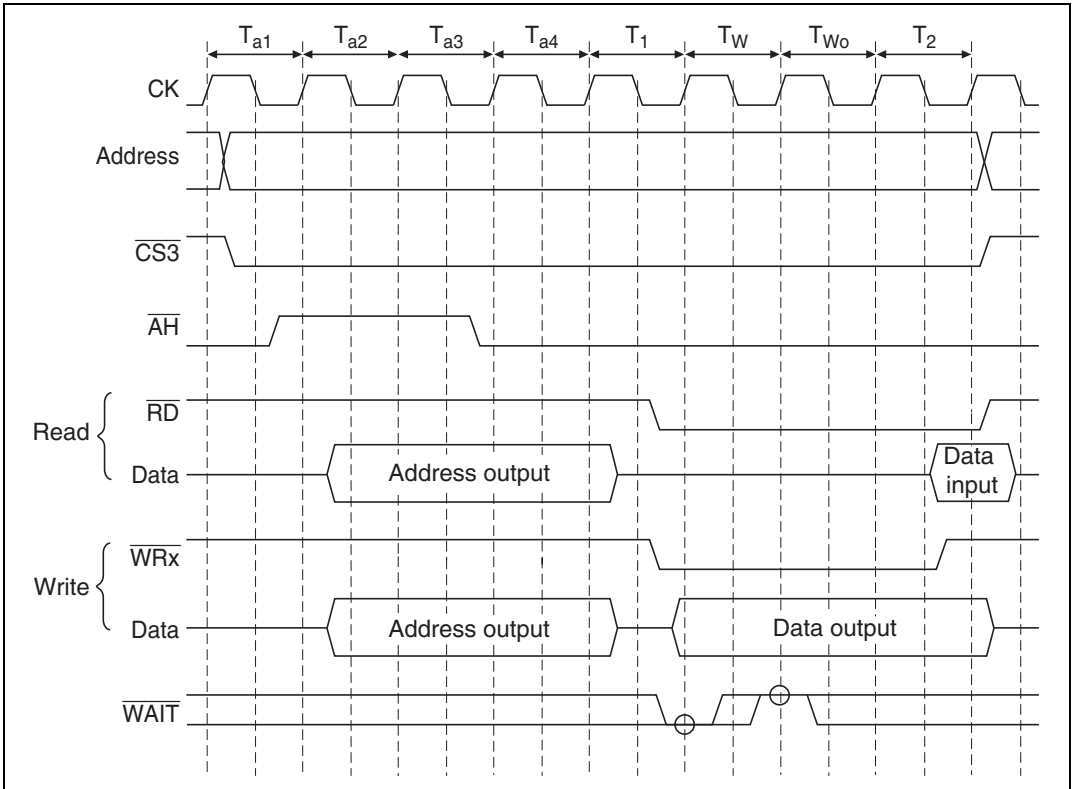 Ta1 Ta2 Ta3 Ta4 T1 TW TWo T2
CK
Address
CS3
AH
Read
RD
Data
Address output
Data
input
Write
WRx
Data
Address output
Data output
WAIT